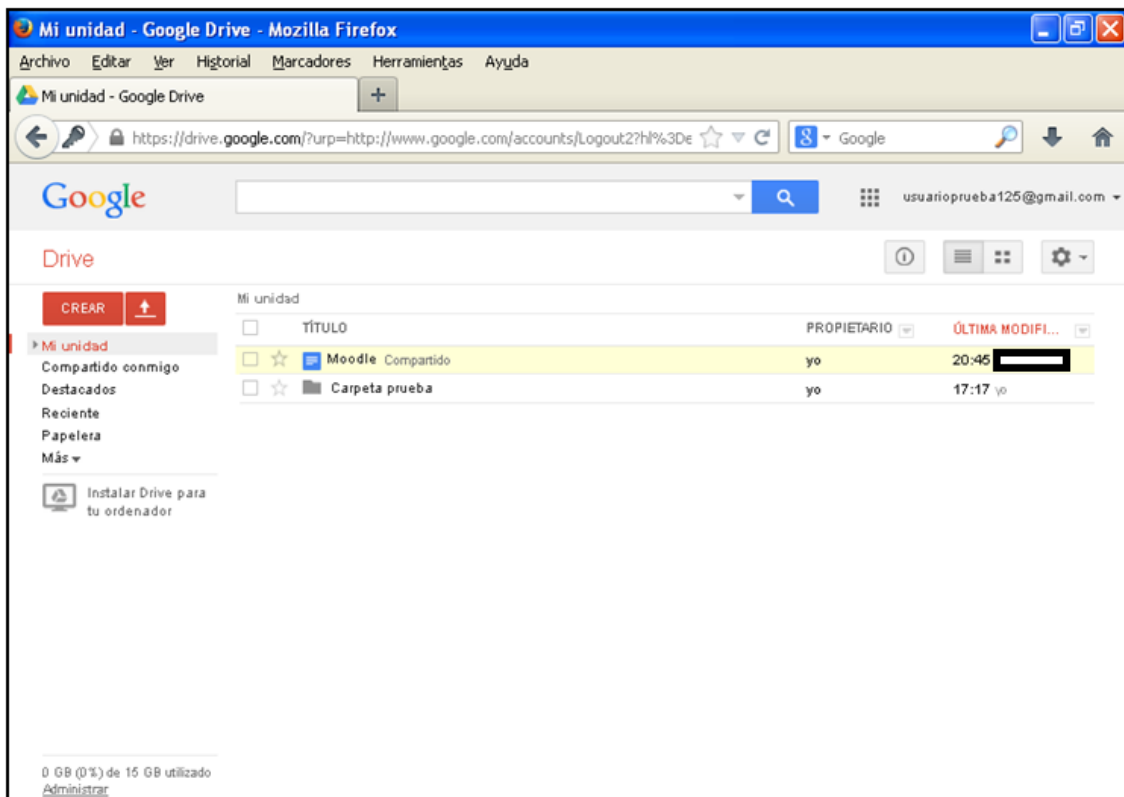 Mi unidad - Google Drive - Mozilla Firefox
Archivo Editar Ver Historial Marcadores Herramientas Ayuda
Mi unidad - Google Drive
https://drive.google.com/?urp=http://www.google.com/accounts/Logout2?hl%3De
Google
Google
usuarioprueba125@gmail.com
Drive
CREAR
Mi unidad
Compartido conmigo
Destacados
Reciente
Papelera
Más
Instalar Drive para
tu ordenador
0 GB (0%) de 15 GB utilizado
Administrar
Mi unidad
TÍTULO PROPIETARIO ÚLTIMA MODIFI...
Moodle Compartido yo 20:45
Carpeta prueba yo 17:17 yo